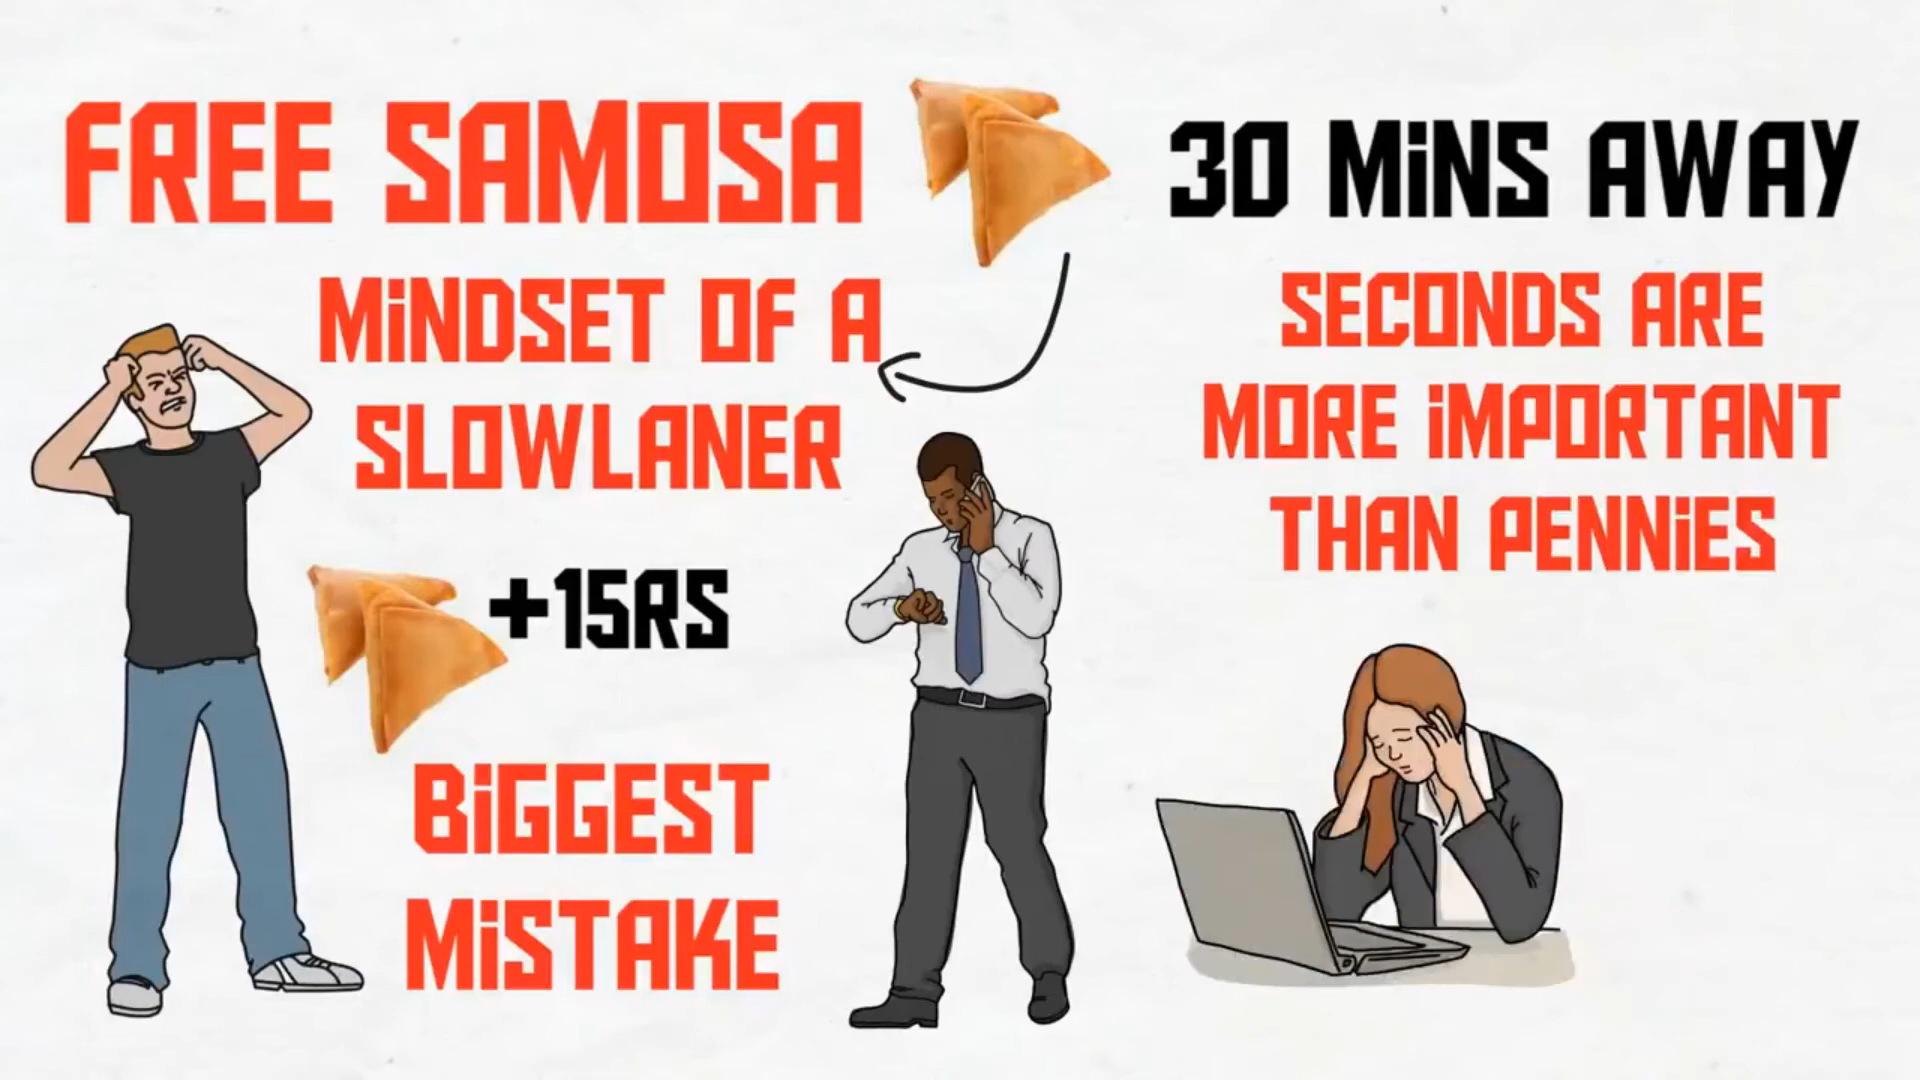 FREE SAMOSA
30 MiNS AWAY
MiNDSET OF A
SLOWLANER
SECONDS ARE
MORE iMPORTANT
THAN PENNiES
+15RS
BiGGEST
MiSTAKE